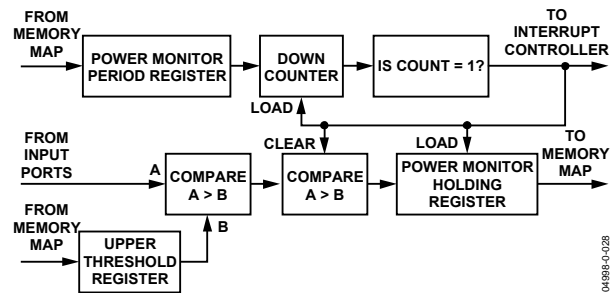 FROM
MEMORY
MAP
POWER MONITOR
PERIOD REGISTER
DOWN
COUNTER
IS COUNT = 1?
TO
INTERRUPT
CONTROLLER
LOAD
FROM
INPUT
PORTS
A
COMPARE
A > B
B
CLEAR
COMPARE
A > B
LOAD
POWER MONITOR
HOLDING
REGISTER
TO
MEMORY
MAP
FROM
MEMORY
MAP
UPPER
THRESHOLD
REGISTER
04998-0-028